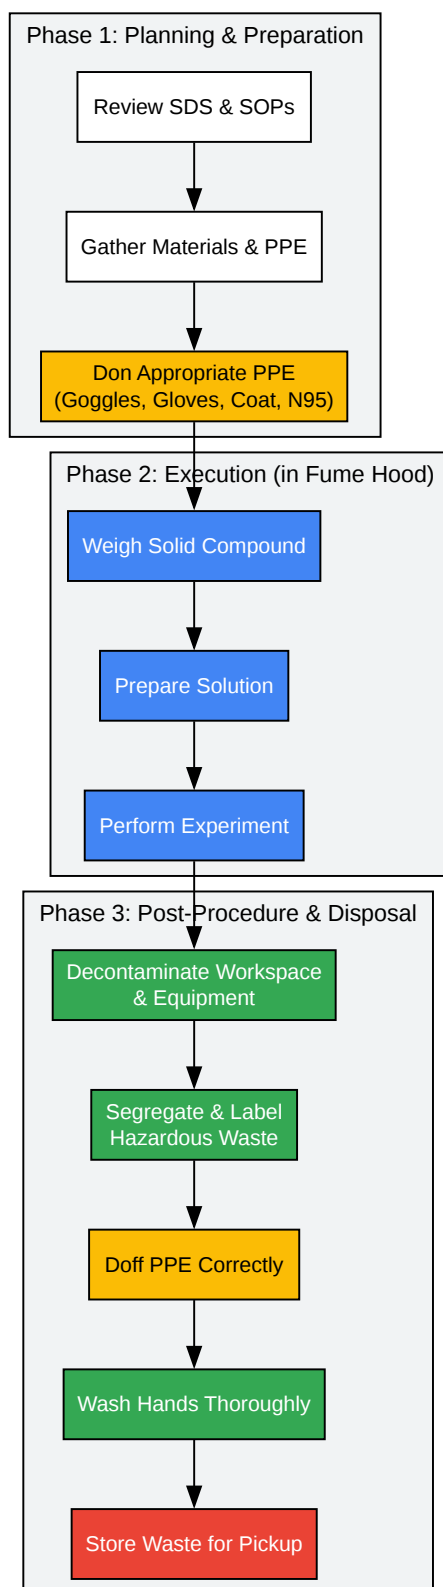 Phase 1: Planning & Preparation
Review SDS & SOPs
Gather Materials & PPE
Don Appropriate PPE
(Goggles, Gloves, Coat, N95)
Phase 2: Execution (in Fume Hood)
Weigh Solid Compound
Prepare Solution
Perform Experiment
Phase 3: Post-Procedure & Disposal
Decontaminate Workspace
& Equipment
Segregate & Label
Hazardous Waste
Doff PPE Correctly
Wash Hands Thoroughly
Store Waste for Pickup